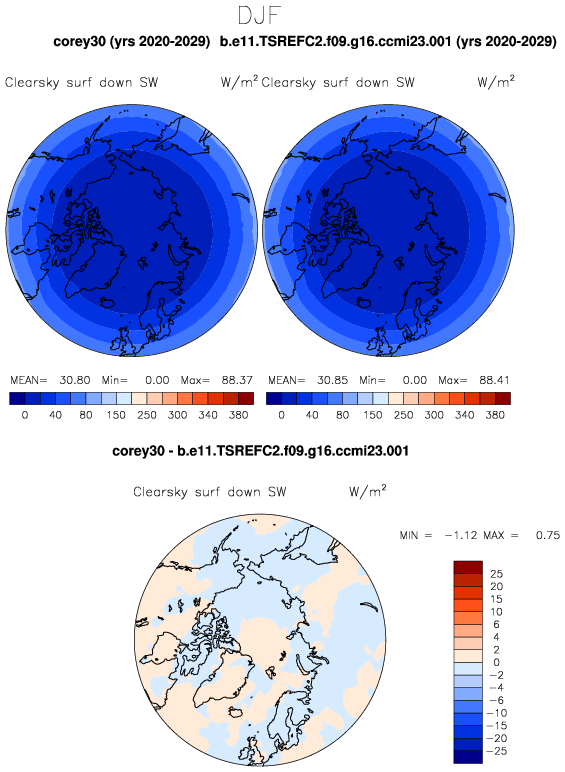 DJF
corey30 (yrs 2020-2029) b.e11.TSREFC2.f09.g16.ccmi23.001 (yrs 2020-2029)
Clearsky surf down SW W/m² Clearsky surf down SW W/m²
MEAN= 30.80 Min= 0.00 Max= 88.37 MEAN= 30.85 Min= 0.00 Max= 88.41
0 40 80 150 250 300 340 380 0 40 80 150 250 300 340 380
corey30 - b.e11.TSREFC2.f09.g16.ccmi23.001
Clearsky surf down SW W/m²
MIN = -1.12 MAX = 0.75
25
20
15
10
6
4
2
0
-2
-4
-6
-10
-15
-20
-25